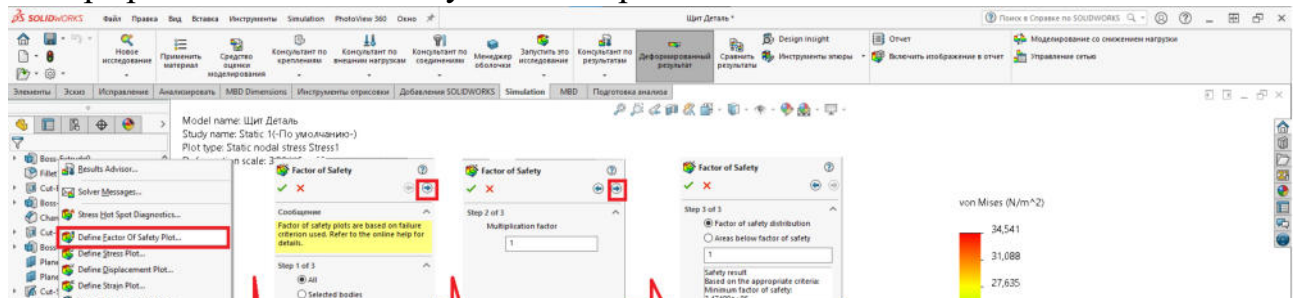 SOLIDWORKS Файл Правка Вид Вставка Инструменты Simulation PhotoView 360 Окно
Щит Деталь *
Поиск в Справке по SOLIDWORKS
Новое исследование
Применить материал
Средство оценки моделирования
Консультант по креплениям
Консультант по внешним нагрузкам
Консультант по соединениям
Менеджер оболочки
Запустить это исследование
Консультант по результатам
Деформированный результат
Сравнить результаты
Design Insight
Инструменты эпюры
Отчет
Включить изображение в отчет
Моделирование со снижением нагрузки
Управление сетью
Элементы Эскиз Исправление Анализировать MBD Dimensions Инструменты отрисовки Добавления SOLIDWORKS Simulation MBD Подготовка анализа
Model name: Щит Деталь
Study name: Static 1(-По умолчанию-)
Plot type: Static nodal stress Stress1
Results Advisor...
Solver Messages...
Stress Hot Spot Diagnostics...
Define Factor Of Safety Plot...
Define Stress Plot...
Define Displacement Plot...
Define Strain Plot...
Factor of Safety
Сообщение
Factor of safety plots are based on failure
criterion used. Refer to the online help for
details.
Step 1 of 3
All
Selected bodies
Factor of Safety
Step 2 of 3
Multiplication factor
1
Factor of Safety
Step 3 of 3
Factor of safety distribution
Areas below factor of safety
1
Safety result
Based on the appropriate criteria:
Minimum factor of safety:
von Mises (N/m^2)
34,541
31,088
27,635